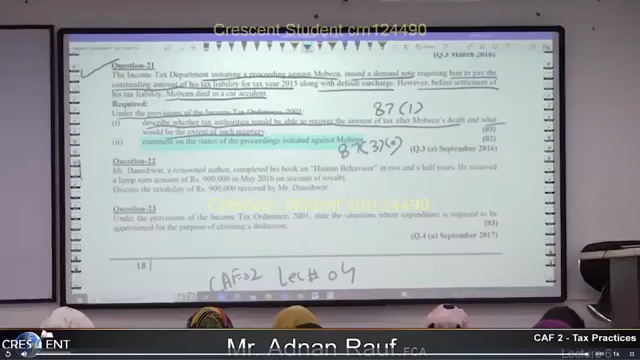 Crescent Student crn124490
(Q.3 March 2016)
Question-21
The Income Tax Department initiating a proceeding against Mobeen, issued a demand note requiring him to pay the
outstanding amount of his tax liability for tax year 2015 along with default surcharge. However, before settlement of
his tax liability, Mobeen died in a car accident.
Required:
Under the provisions of the Income Tax Ordinance, 2001:
87(1)
(i) describe whether tax authorities would be able to recover the amount of tax after Mobeen's death and what
would be the extent of such recovery. (03)
(ii) comment on the status of the proceedings initiated against Mobeen. (02)
(Q.3 (a) September 2016)
Question-22
Mr. Daneshwar, a renowned author, completed his book on "Human Behaviour" in two and a half years. He received
a lump sum amount of Rs. 900,000 in May 2016 on account of royalty.
Discuss the taxability of Rs. 900,000 received by Mr. Daneshwar.
Crescent Student crn124490
Question-23
Under the provisions of the Income Tax Ordinance, 2001, state the situations where expenditure is required to be
apportioned for the purpose of claiming a deduction. (03)
(Q.4 (a) September 2017)
18
CAF-02 Lec# 04
CRESCENT
Mr. Adnan Rauf FCA
CAF 2 - Tax Practices